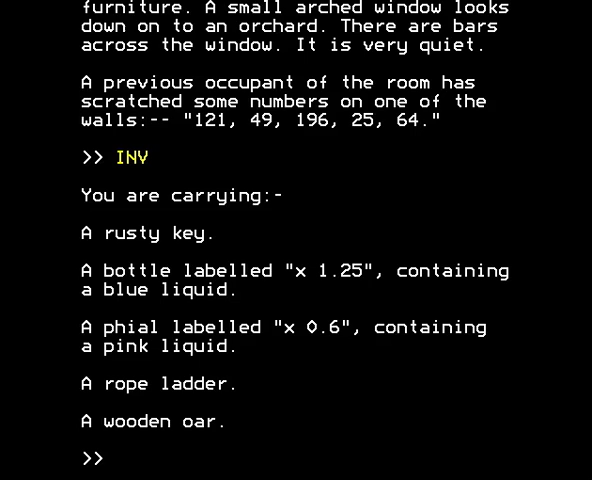 furniture. A small arched window looks
down on to an orchard. There are bars
across the window. It is very quiet.
A previous occupant of the room has
scratched some numbers on one of the
walls:-- "121, 49, 196, 25, 64."
>> INV
You are carrying:-
A rusty key.
A bottle labelled "x 1.25", containing
a blue liquid.
A phial labelled "x 0.6", containing
a pink liquid.
A rope ladder.
A wooden oar.
>>